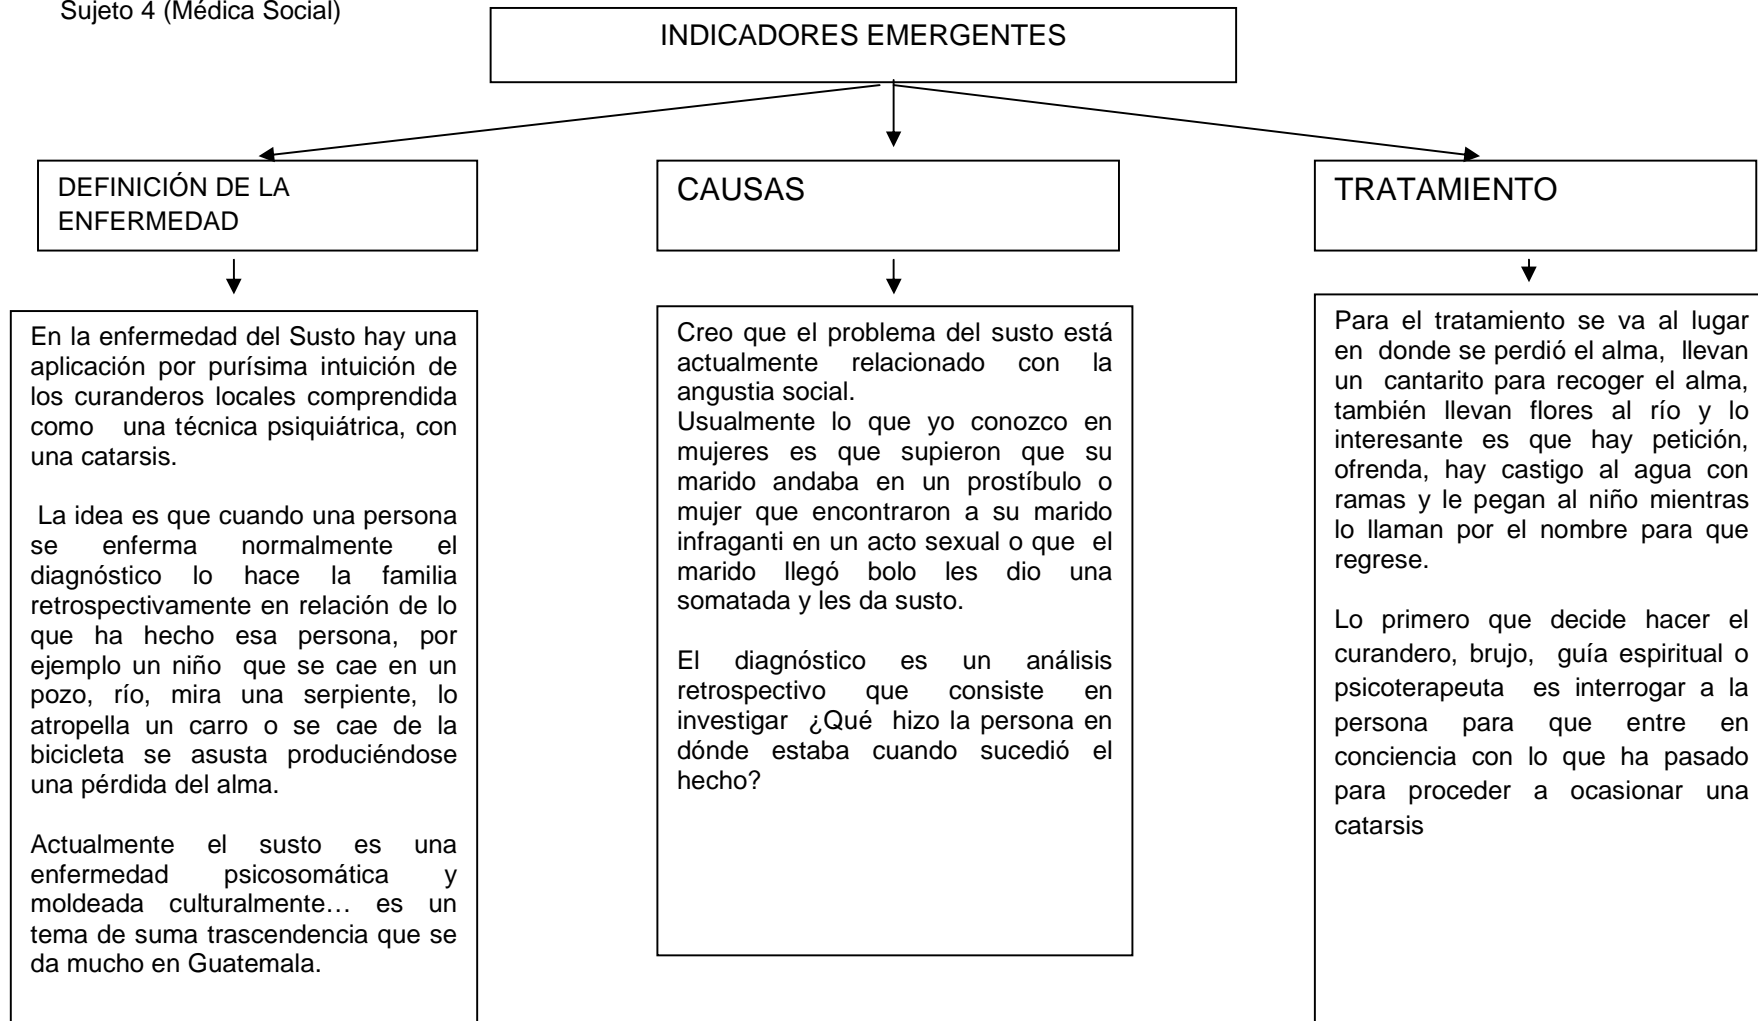 Sujeto 4 (Médica Social)
INDICADORES EMERGENTES
DEFINICIÓN DE LA
ENFERMEDAD
En la enfermedad del Susto hay una
aplicación por purísima intuición de
los curanderos locales comprendida
como una técnica psiquiátrica, con
una catarsis.
La idea es que cuando una persona
se enferma normalmente el
diagnóstico lo hace la familia
retrospectivamente en relación de lo
que ha hecho esa persona, por
ejemplo un niño que se cae en un
pozo, río, mira una serpiente, lo
atropella un carro o se cae de la
bicicleta se asusta produciéndose
una pérdida del alma.
Actualmente el susto es una
enfermedad psicosomática y
moldeada culturalmente… es un
tema de suma trascendencia que se
da mucho en Guatemala.
CAUSAS
Creo que el problema del susto está
actualmente relacionado con la
angustia social.
Usualmente lo que yo conozco en
mujeres es que supieron que su
marido andaba en un prostíbulo o
mujer que encontraron a su marido
infraganti en un acto sexual o que el
marido llegó bolo les dio una
somatada y les da susto.
El diagnóstico es un análisis
retrospectivo que consiste en
investigar ¿Qué hizo la persona en
dónde estaba cuando sucedió el
hecho?
TRATAMIENTO
Para el tratamiento se va al lugar
en donde se perdió el alma, llevan
un cantarito para recoger el alma,
también llevan flores al río y lo
interesante es que hay petición,
ofrenda, hay castigo al agua con
ramas y le pegan al niño mientras
lo llaman por el nombre para que
regrese.
Lo primero que decide hacer el
curandero, brujo, guía espiritual o
psicoterapeuta es interrogar a la
persona para que entre en
conciencia con lo que ha pasado
para proceder a ocasionar una
catarsis